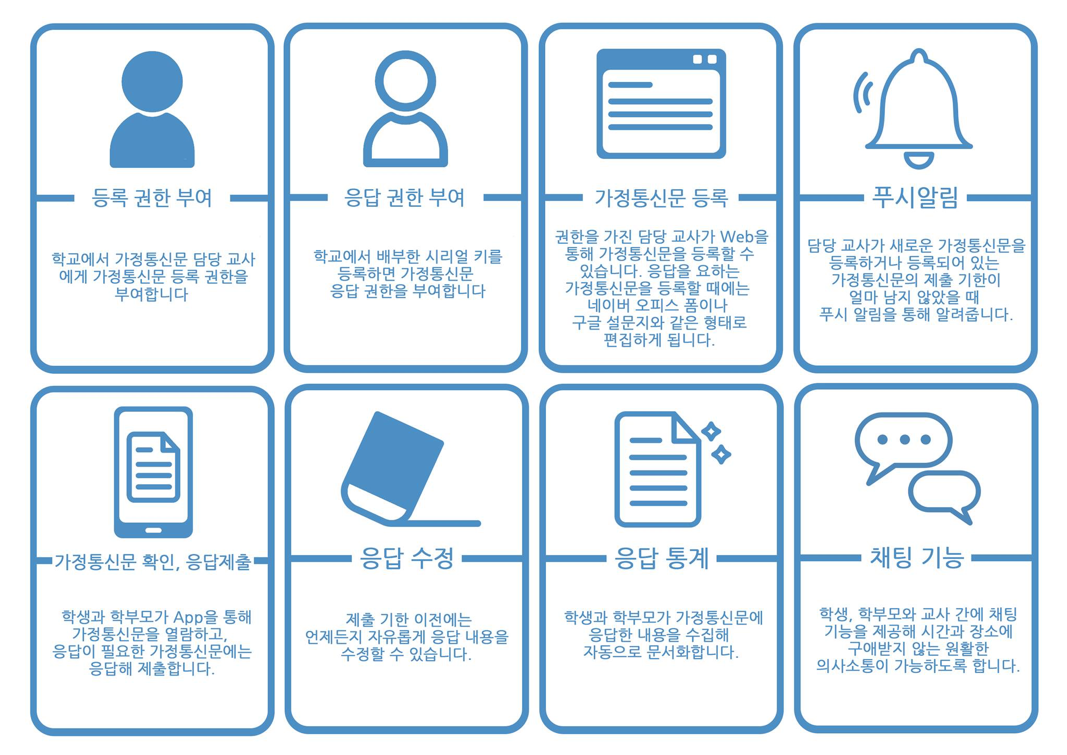 등록 권한 부여
학교에서 가정통신문 담당 교사
에게 가정통신문 등록 권한을
부여합니다
응답 권한 부여
학교에서 배부한 시리얼 키를
등록하면 가정통신문
응답 권한을 부여합니다
가정통신문 등록
권한을 가진 담당 교사가 Web을
통해 가정통신문을 등록할 수
있습니다. 응답을 요하는
가정통신문을 등록할 때에는
네이버 오피스 폼이나
구글 설문지와 같은 형태로
편집하게 됩니다.
푸시알림
담당 교사가 새로운 가정통신문을
등록하거나 등록되어 있는
가정통신문의 제출 기한이
얼마 남지 않았을 때
푸시 알림을 통해 알려줍니다.
가정통신문 확인, 응답제출
학생과 학부모가 App을 통해
가정통신문을 열람하고,
응답이 필요한 가정통신문에는
응답해 제출합니다.
응답 수정
제출 기한 이전에는
언제든지 자유롭게 응답 내용을
수정할 수 있습니다.
응답 통계
학생과 학부모가 가정통신문에
응답한 내용을 수집해
자동으로 문서화합니다.
채팅 기능
학생, 학부모와 교사 간에 채팅
기능을 제공해 시간과 장소에
구애받지 않는 원활한
의사소통이 가능하도록 합니다.